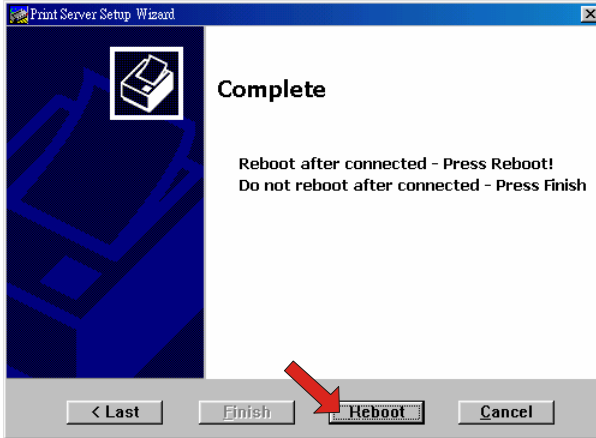 Print Server Setup Wizard
Complete
Reboot after connected - Press Reboot!
Do not reboot after connected - Press Finish
< Last Finish Reboot Cancel